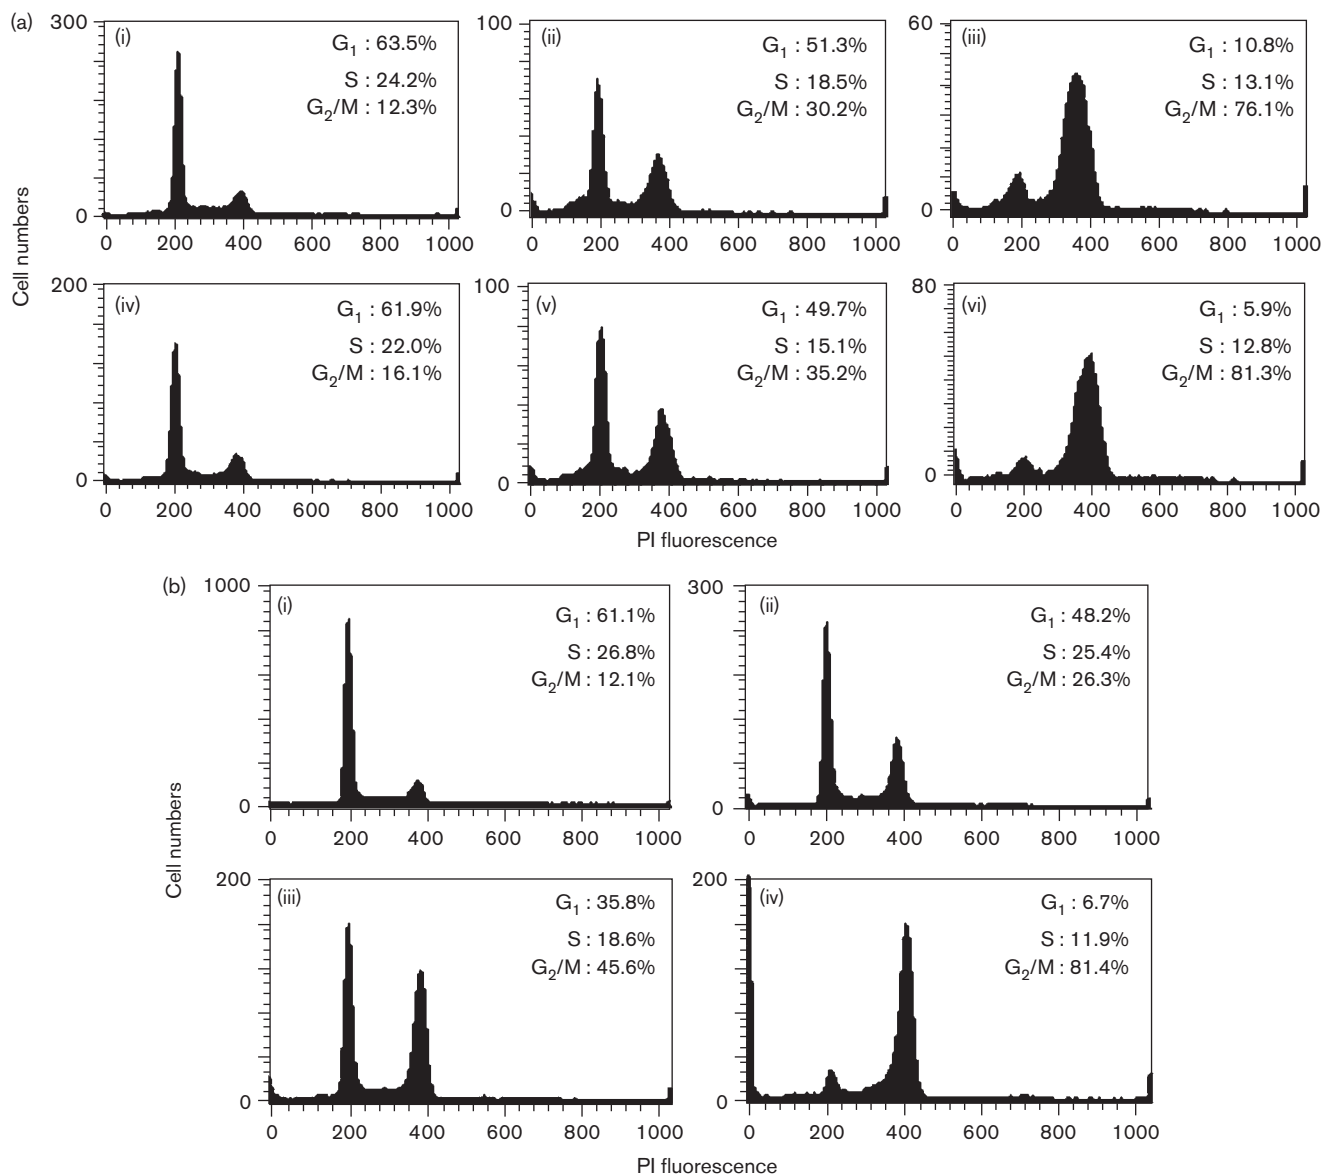 (a)
Cell numbers
300
(i)
G1 : 63.5%
S : 24.2%
G2/M : 12.3%
0
0 200 400 600 800 1000
100
(ii)
G1 : 51.3%
S : 18.5%
G2/M : 30.2%
0
0 200 400 600 800 1000
60
(iii)
G1 : 10.8%
S : 13.1%
G2/M : 76.1%
0
0 200 400 600 800 1000
200
(iv)
G1 : 61.9%
S : 22.0%
G2/M : 16.1%
0
0 200 400 600 800 1000
100
(v)
G1 : 49.7%
S : 15.1%
G2/M : 35.2%
0
0 200 400 600 800 1000
80
(vi)
G1 : 5.9%
S : 12.8%
G2/M : 81.3%
0
0 200 400 600 800 1000
PI fluorescence
(b)
Cell numbers
1000
(i)
G1 : 61.1%
S : 26.8%
G2/M : 12.1%
0
0 200 400 600 800 1000
300
(ii)
G1 : 48.2%
S : 25.4%
G2/M : 26.3%
0
0 200 400 600 800 1000
200
(iii)
G1 : 35.8%
S : 18.6%
G2/M : 45.6%
0
0 200 400 600 800 1000
200
(iv)
G1 : 6.7%
S : 11.9%
G2/M : 81.4%
0
0 200 400 600 800 1000
PI fluorescence